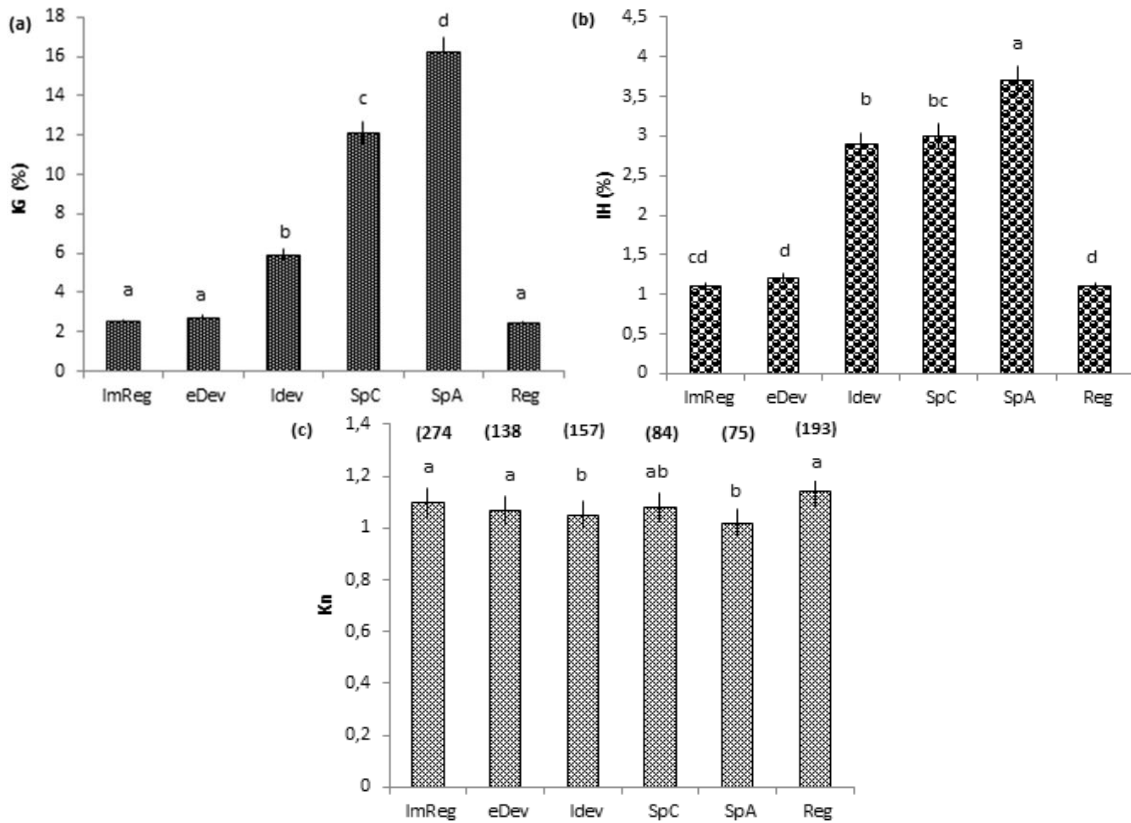 (a)
18
16
14
12
10
8
6
4
2
0
IG (%)
a
a
b
c
d
a
ImReg eDev ldev SpC SpA Reg
(b)
4,5
4
3,5
3
2,5
2
1,5
1
0,5
0
IH (%)
cd
d
b
bc
a
d
ImReg eDev ldev SpC SpA Reg
(c)
1,4
1,2
1
0,8
0,6
0,4
0,2
0
Kn
(274 (138 (157) (84) (75) (193)
a
a
b
ab
b
a
ImReg eDev ldev SpC SpA Reg